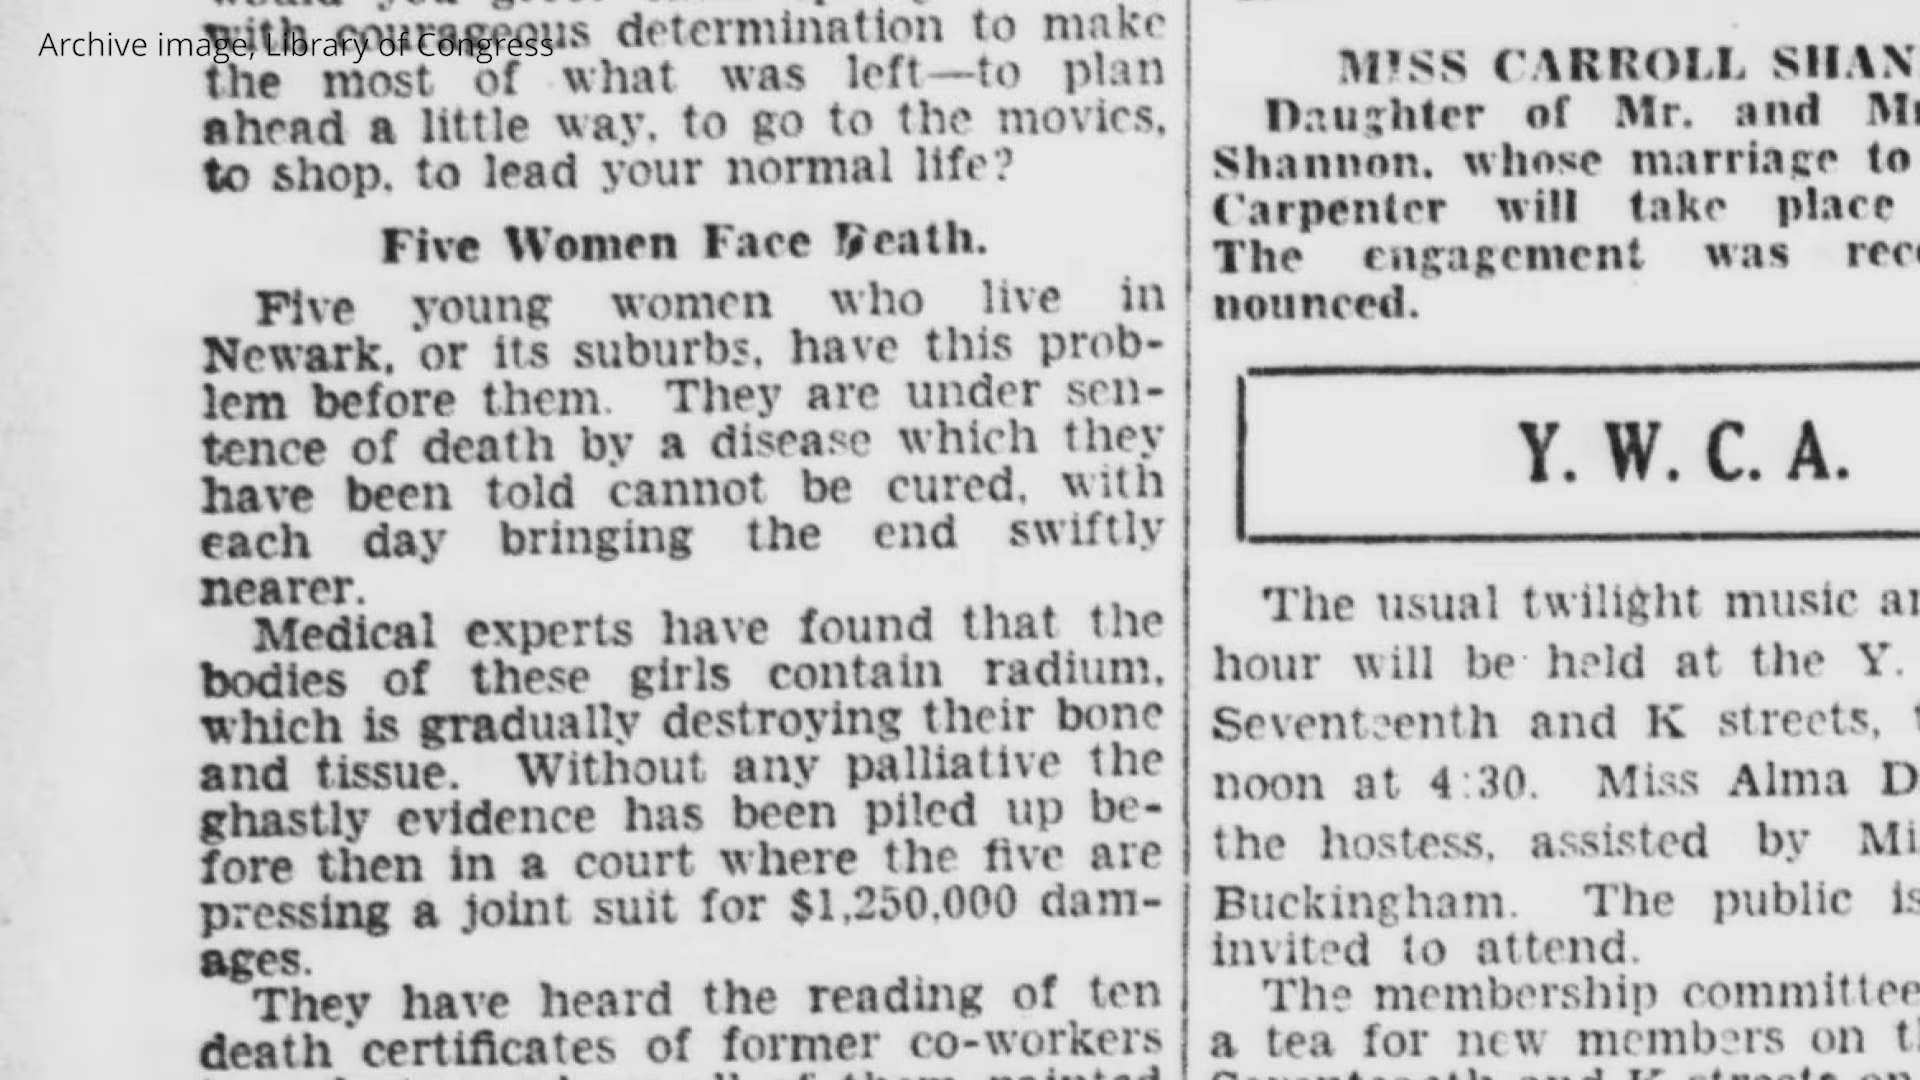 Archive image, Library of Congress
with courageous determination to make
the most of what was left—to plan
ahead a little way, to go to the movies,
to shop, to lead your normal life?
Five Women Face Death.
Five young women who live in
Newark, or its suburbs, have this prob-
lem before them. They are under sen-
tence of death by a disease which they
have been told cannot be cured, with
each day bringing the end swiftly
nearer.
Medical experts have found that the
bodies of these girls contain radium,
which is gradually destroying their bone
and tissue. Without any palliative the
ghastly evidence has been piled up be-
fore then in a court where the five are
pressing a joint suit for $1,250,000 dam-
ages.
They have heard the reading of ten
death certificates of former co-workers
MISS CARROLL SHAN
Daughter of Mr. and
Shannon, whose marriage to
Carpenter will take place
The engagement was rec
nounced.
Y. W. C. A.
The usual twilight music
hour will be held at the Y.
Seventeenth and K streets,
noon at 4:30. Miss Alma D
the hostess, assisted by
Buckingham. The public is
invited to attend.
The membership committee
a tea for new members on